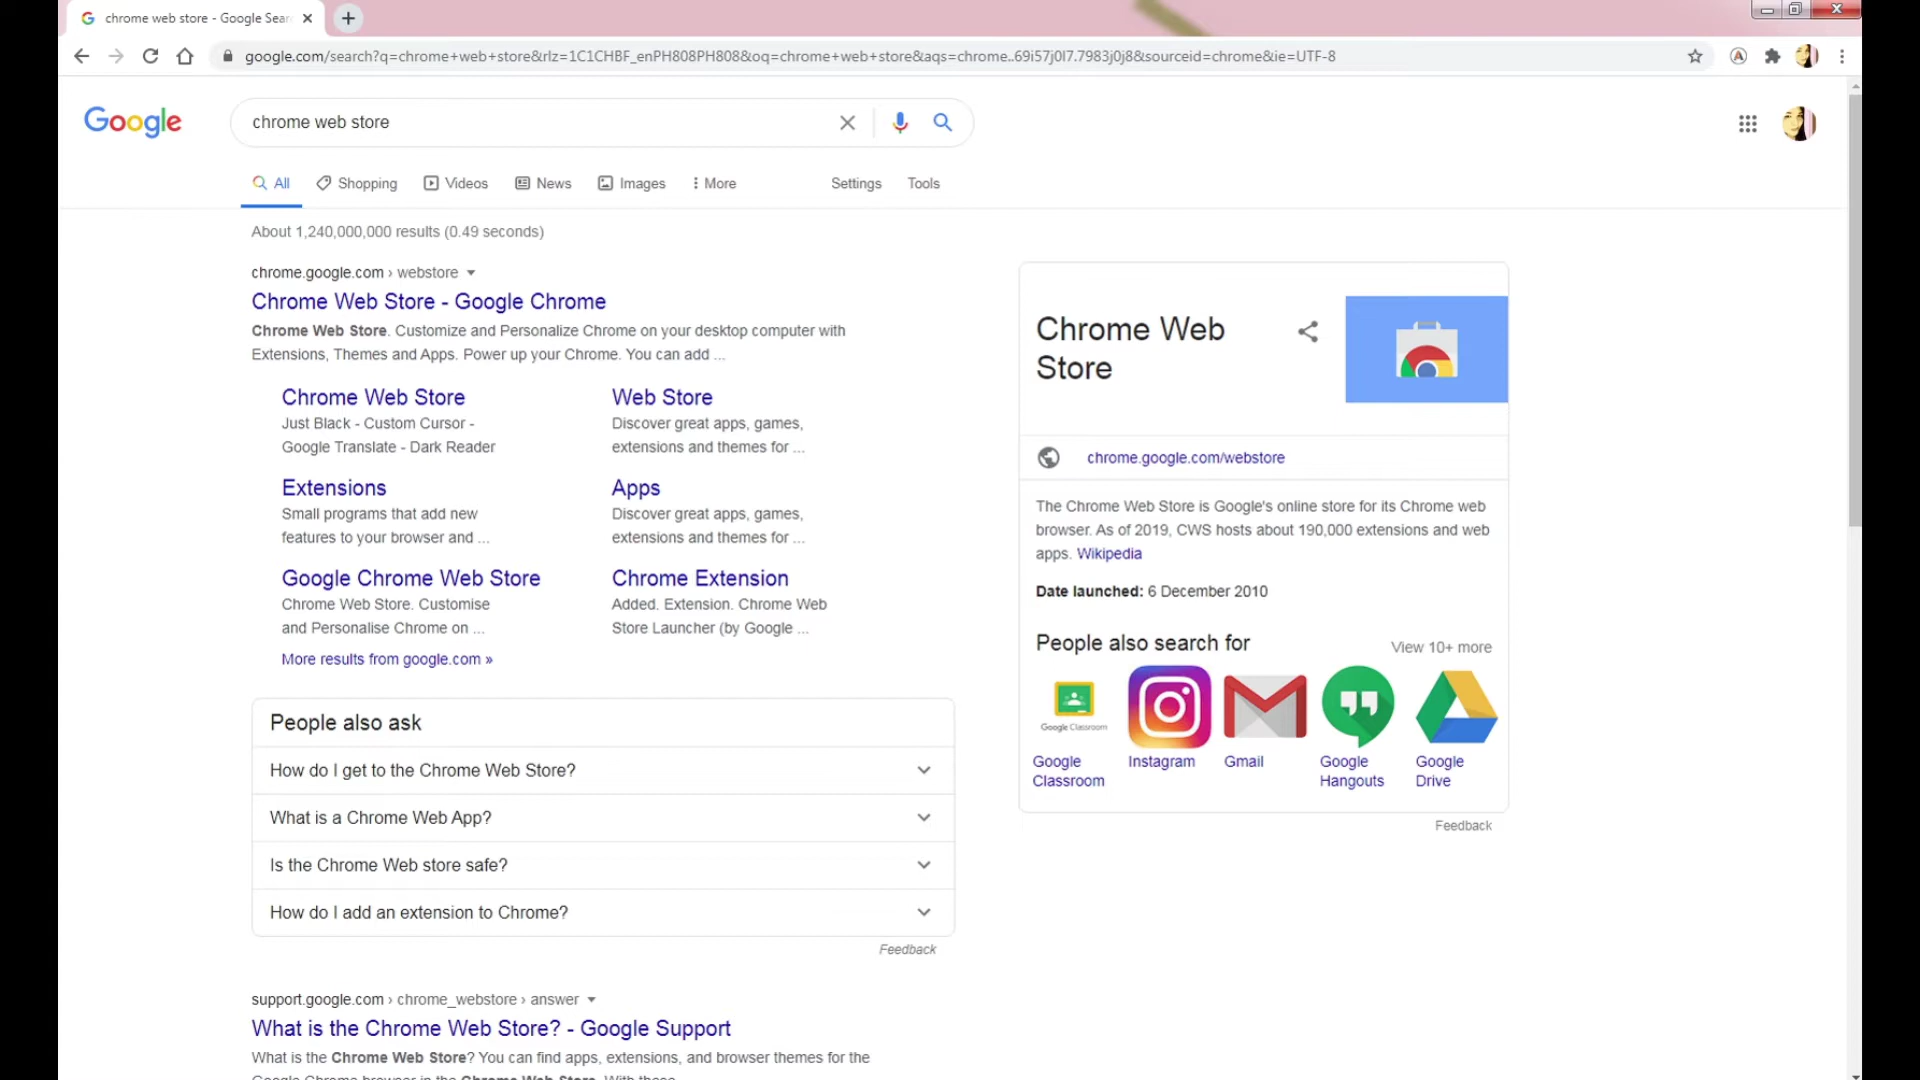 chrome web store - Google Sear
google.com/search?q=chrome+web+store&rlz=1C1CHBF_enPH808PH808&oq=chrome+web+store&aqs=chrome..69i57j0l7.7983j0j8&sourceid=chrome&ie=UTF-8
Google
chrome web store
All
Shopping
Videos
News
Images
More
Settings
Tools
About 1,240,000,000 results (0.49 seconds)
chrome.google.com › webstore
Chrome Web Store - Google Chrome
Chrome Web Store. Customize and Personalize Chrome on your desktop computer with
Extensions, Themes and Apps. Power up your Chrome. You can add ...
Chrome Web Store
Just Black - Custom Cursor -
Google Translate - Dark Reader
Web Store
Discover great apps, games,
extensions and themes for ...
Extensions
Small programs that add new
features to your browser and ...
Apps
Discover great apps, games,
extensions and themes for ...
Google Chrome Web Store
Chrome Web Store. Customise
and Personalise Chrome on ...
Chrome Extension
Added. Extension. Chrome Web
Store Launcher (by Google ...
More results from google.com »
People also ask
How do I get to the Chrome Web Store?
What is a Chrome Web App?
Is the Chrome Web store safe?
How do I add an extension to Chrome?
Feedback
support.google.com › chrome_webstore › answer
What is the Chrome Web Store? - Google Support
What is the Chrome Web Store? You can find apps, extensions, and browser themes for the
Google Chrome browser in the Chrome Web Store. With these
Chrome Web
Store
chrome.google.com/webstore
The Chrome Web Store is Google's online store for its Chrome web
browser. As of 2019, CWS hosts about 190,000 extensions and web
apps. Wikipedia
Date launched: 6 December 2010
People also search for
View 10+ more
Google Classroom
Google
Classroom
Instagram
Gmail
Google
Hangouts
Google
Drive
Feedback